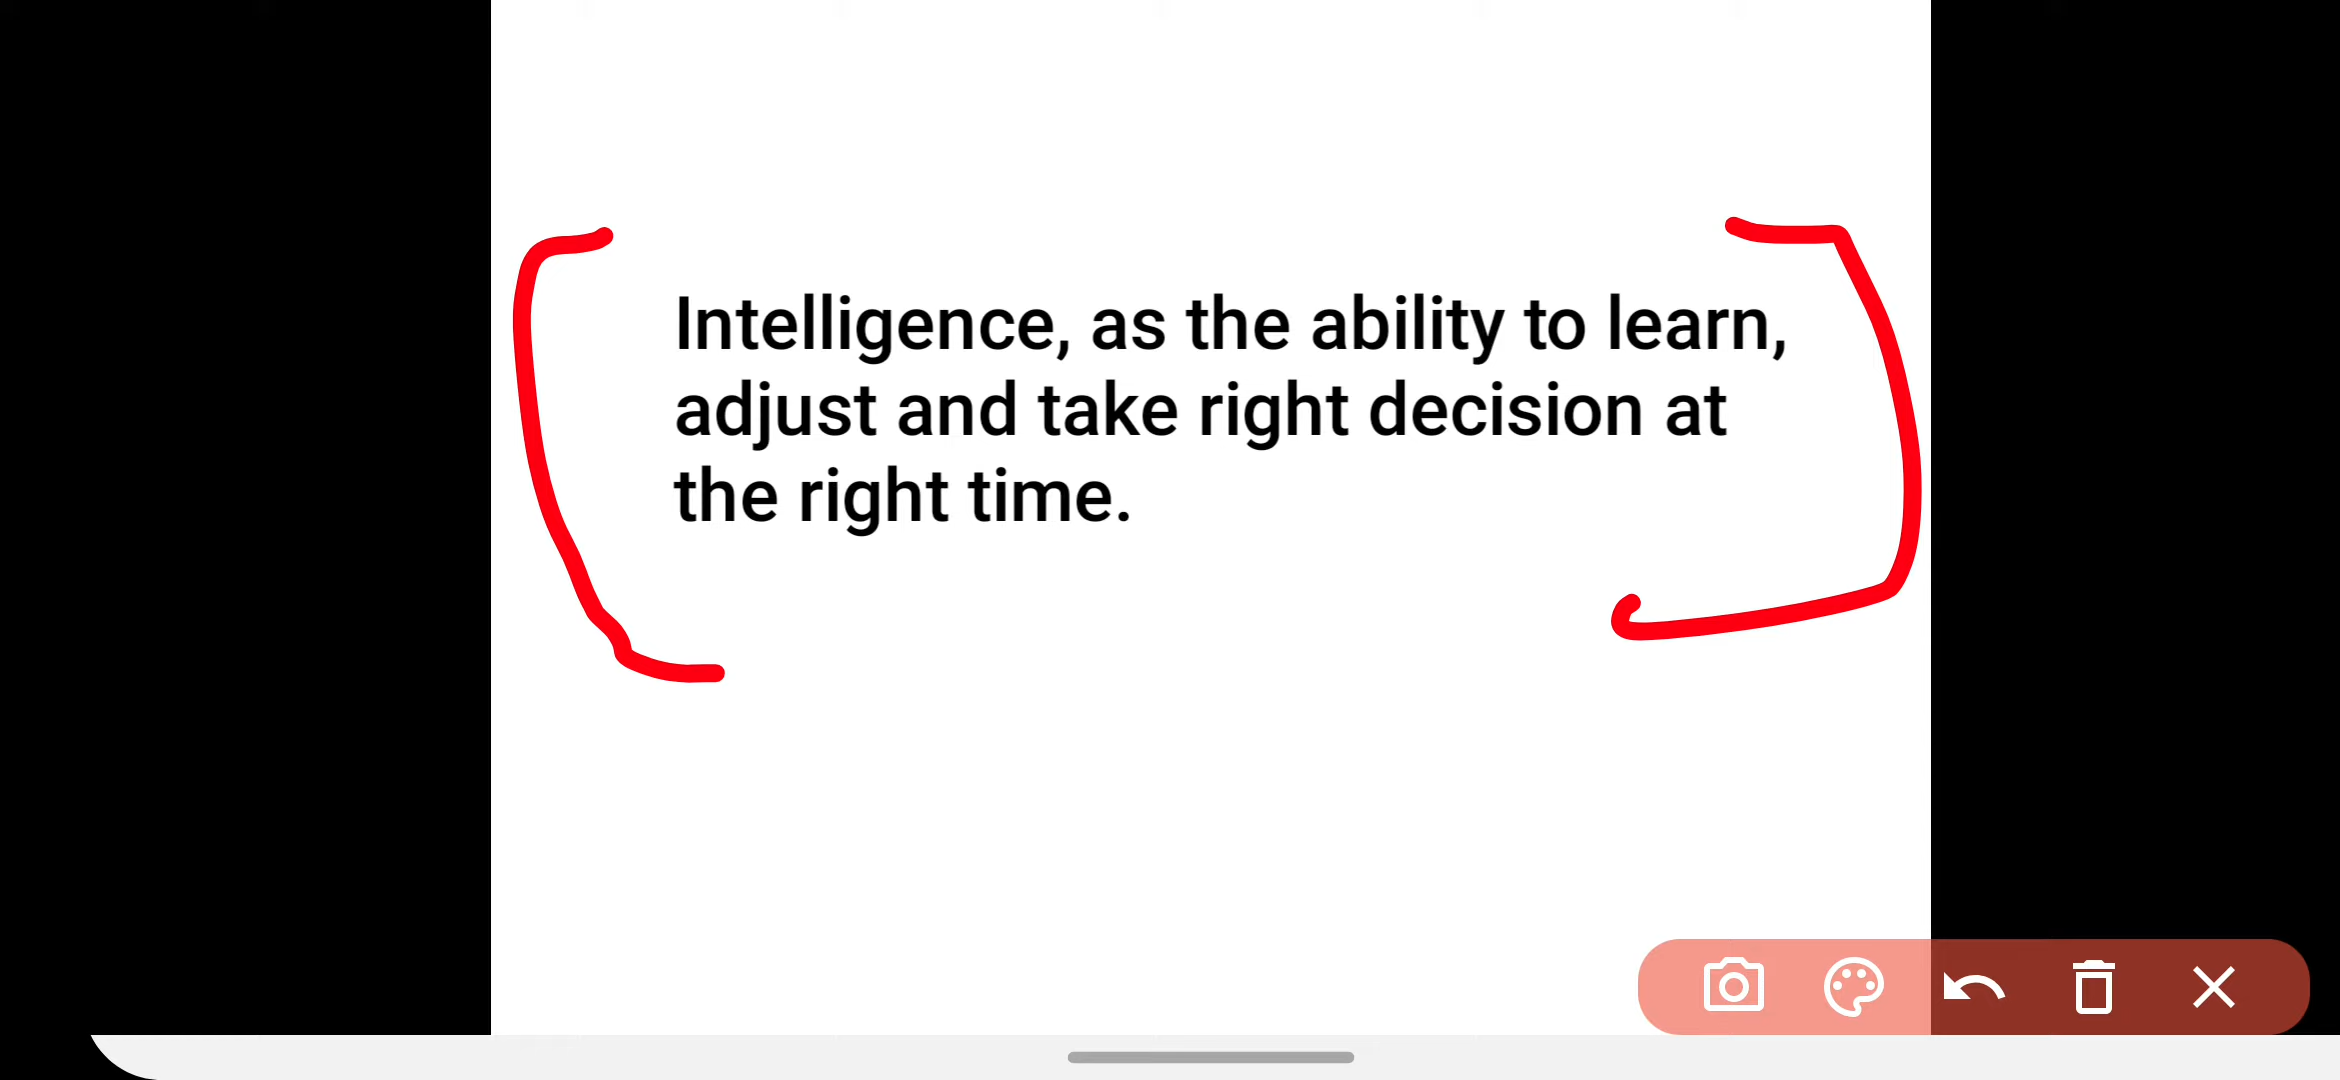 Intelligence, as the ability to learn,
adjust and take right decision at
the right time.